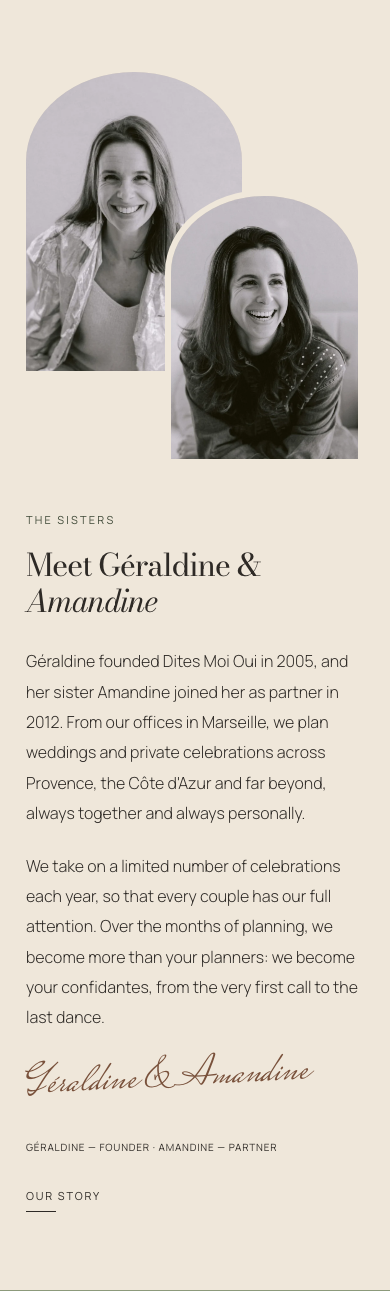 THE SISTERS
Meet Géraldine &
Amandine
Géraldine founded Dites Moi Oui in 2005, and
her sister Amandine joined her as partner in
2012. From our offices in Marseille, we plan
weddings and private celebrations across
Provence, the Côte d'Azur and far beyond,
always together and always personally.
We take on a limited number of celebrations
each year, so that every couple has our full
attention. Over the months of planning, we
become more than your planners: we become
your confidantes, from the very first call to the
last dance.
Géraldine & Amandine
GÉRALDINE — FOUNDER · AMANDINE — PARTNER
OUR STORY